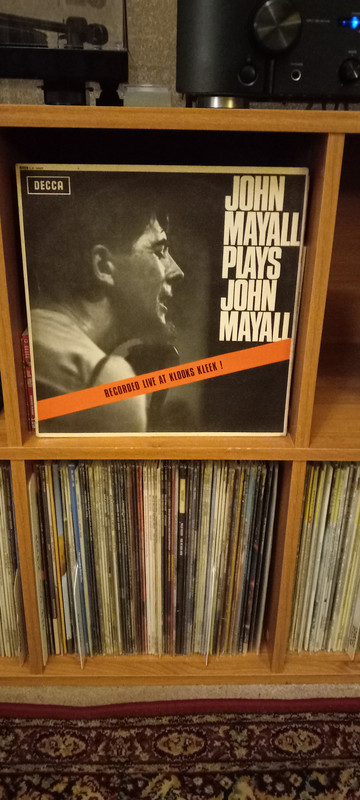 DECCA
JOHN
MAYALL
PLAYS
JOHN
MAYALL
RECORDED LIVE AT KLOOKS KLEEK !